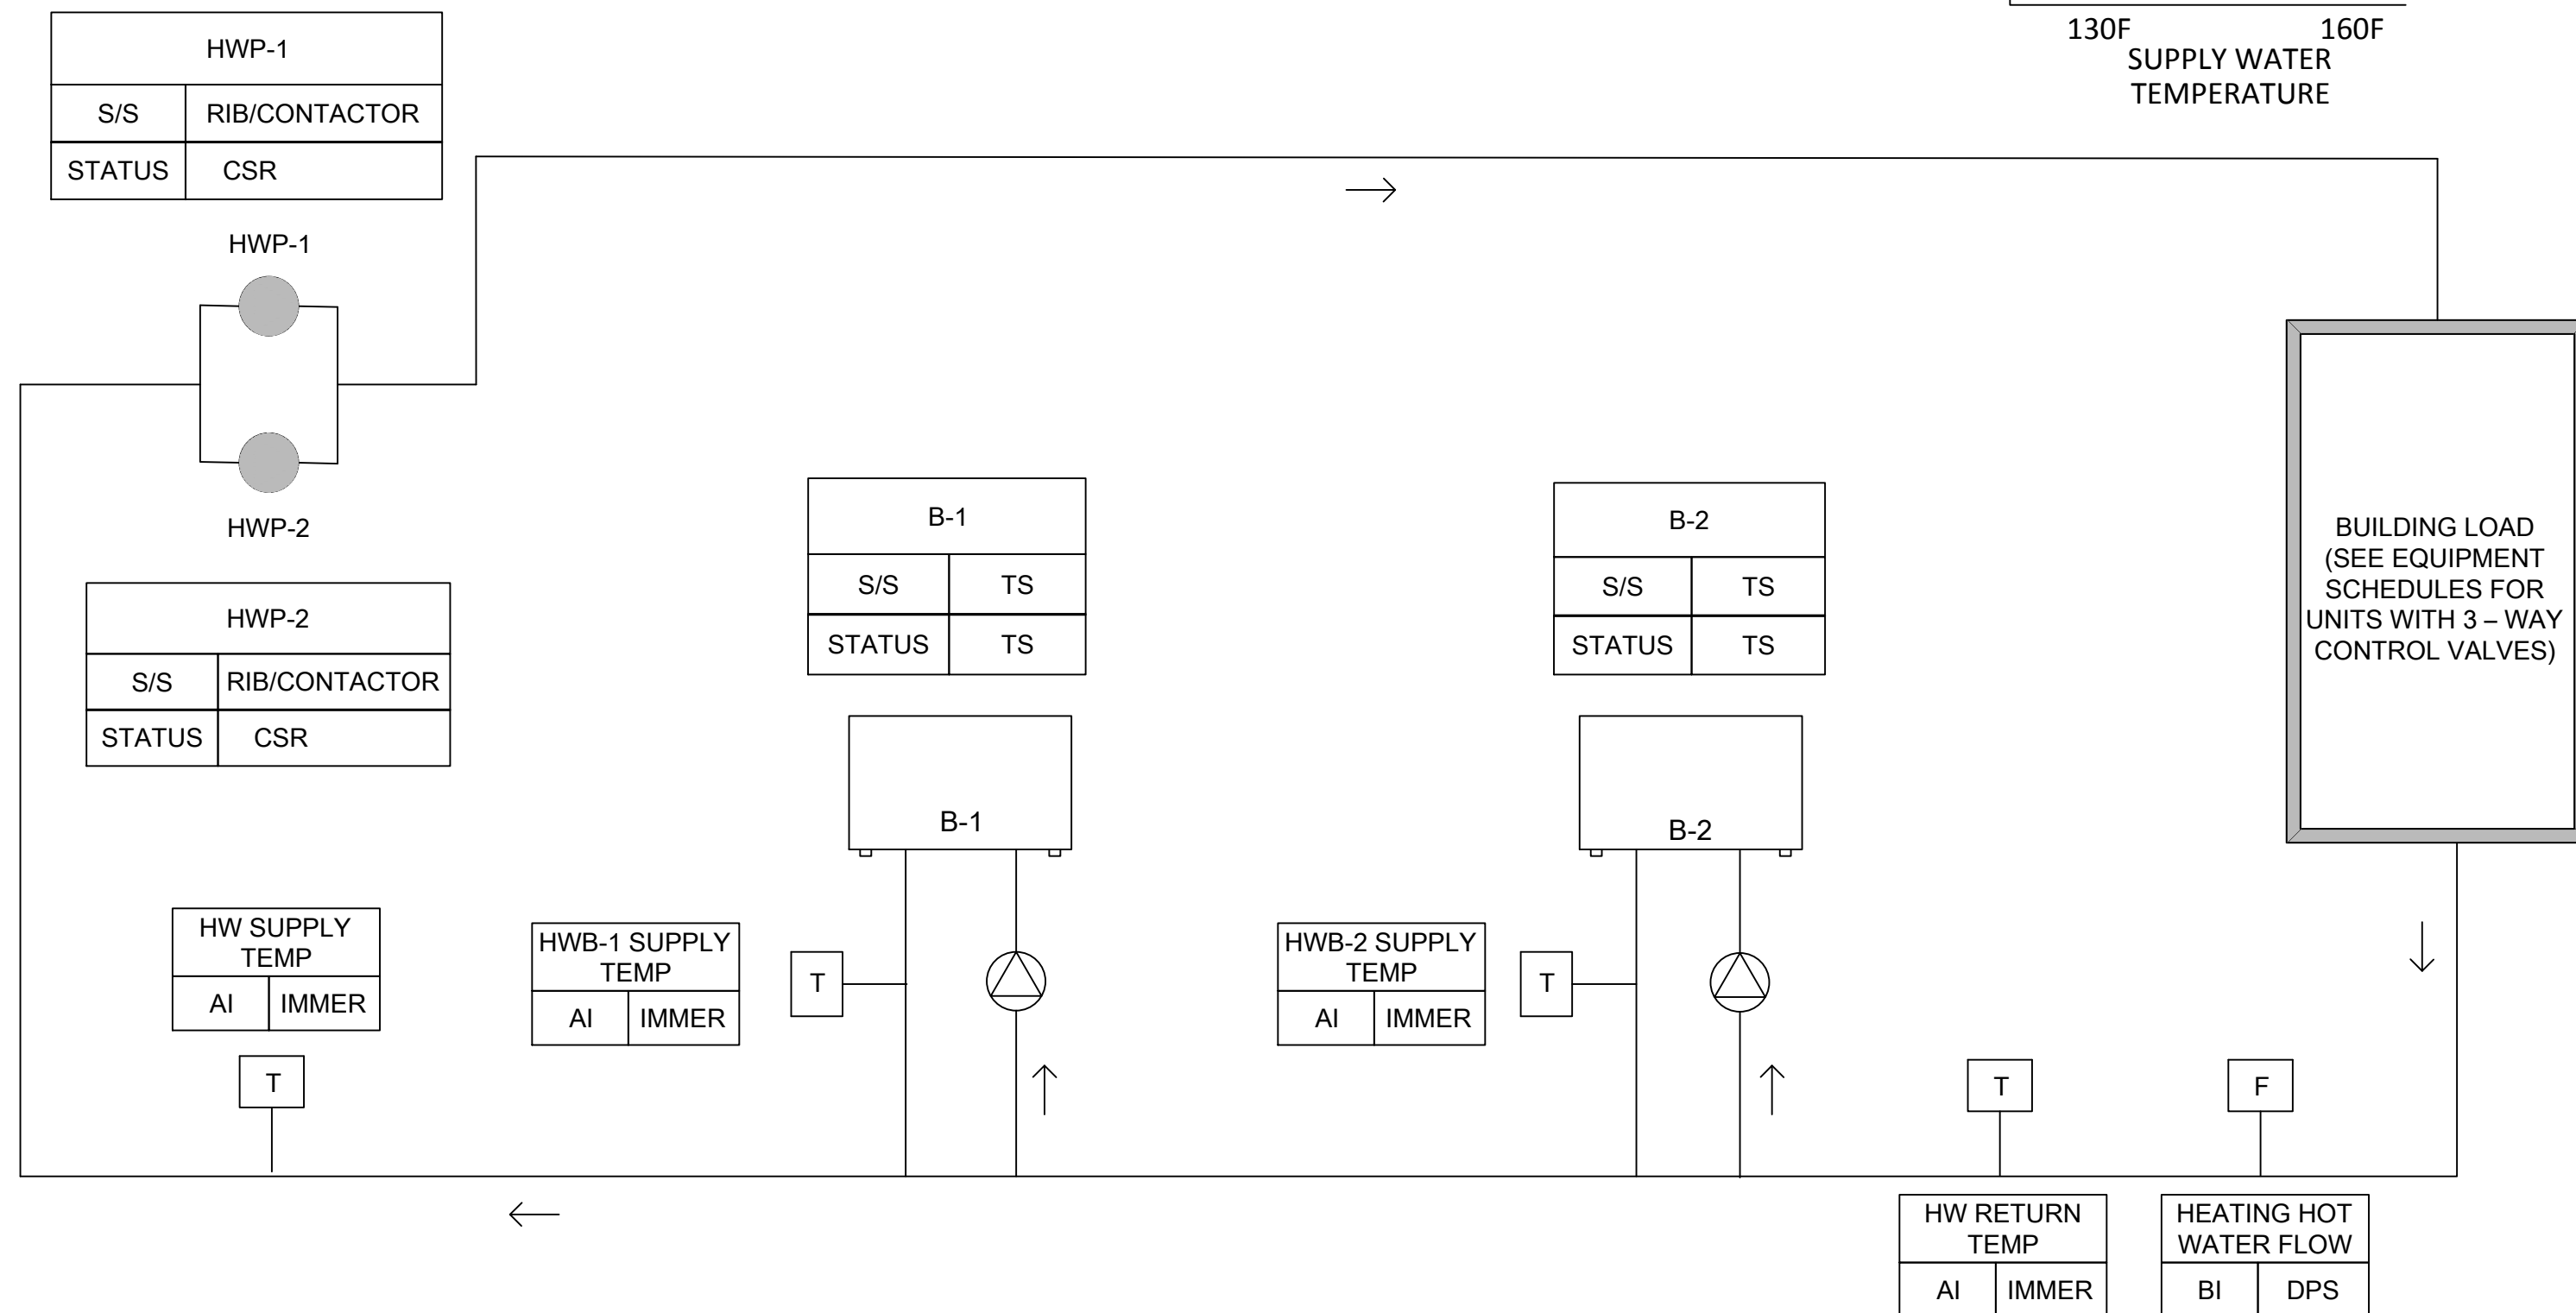 130F 160F
SUPPLY WATER
TEMPERATURE
HWP-1
S/S RIB/CONTACTOR
STATUS CSR
HWP-1
HWP-2
HWP-2
S/S RIB/CONTACTOR
STATUS CSR
B-1
S/S TS
STATUS TS
B-1
B-2
S/S TS
STATUS TS
B-2
BUILDING LOAD
(SEE EQUIPMENT
SCHEDULES FOR
UNITS WITH 3 – WAY
CONTROL VALVES)
HW SUPPLY
TEMP
AI IMMER
T
HWB-1 SUPPLY
TEMP
AI IMMER
T
HWB-2 SUPPLY
TEMP
AI IMMER
T
T
F
HW RETURN
TEMP
AI IMMER
HEATING HOT
WATER FLOW
BI DPS